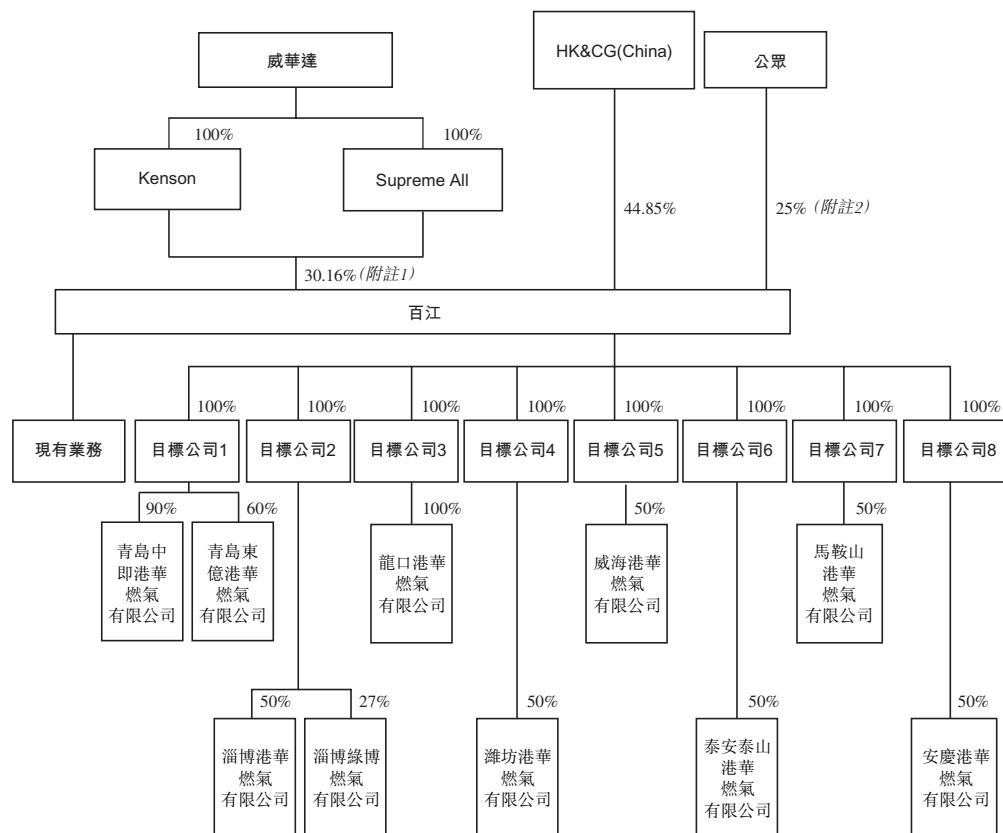 威華達
HK&CG(China)
公眾
100%
100%
Kenson
Supreme All
44.85%
25% (附註2)
30.16% (附註1)
百江
100%
100%
100%
100%
100%
100%
100%
100%
現有業務
目標公司1
目標公司2
目標公司3
目標公司4
目標公司5
目標公司6
目標公司7
目標公司8
90%
60%
100%
50%
50%
青島中
即港華
燃氣
有限公司
青島東
億港華
燃氣
有限公司
龍口港華
燃氣
有限公司
威海港華
燃氣
有限公司
馬鞍山
港華
燃氣
有限公司
50%
27%
50%
50%
50%
淄博港華
燃氣
有限公司
淄博綠博
燃氣
有限公司
濰坊港華
燃氣
有限公司
泰安泰山
港華
燃氣
有限公司
安慶港華
燃氣
有限公司